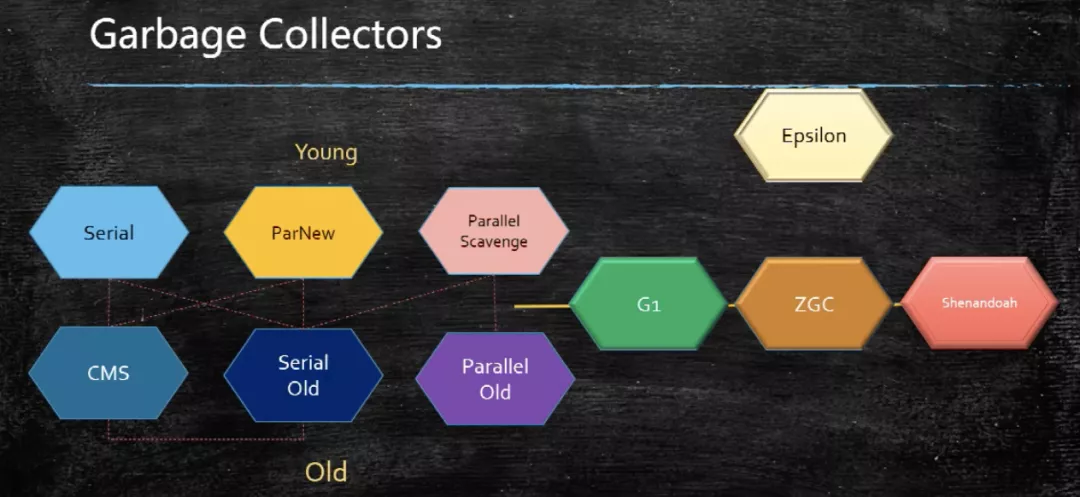 Garbage Collectors
Epsilon
Young
Serial
ParNew
Parallel
Scavenge
G1
ZGC
Shenandoah
CMS
Serial
Old
Parallel
Old
Old